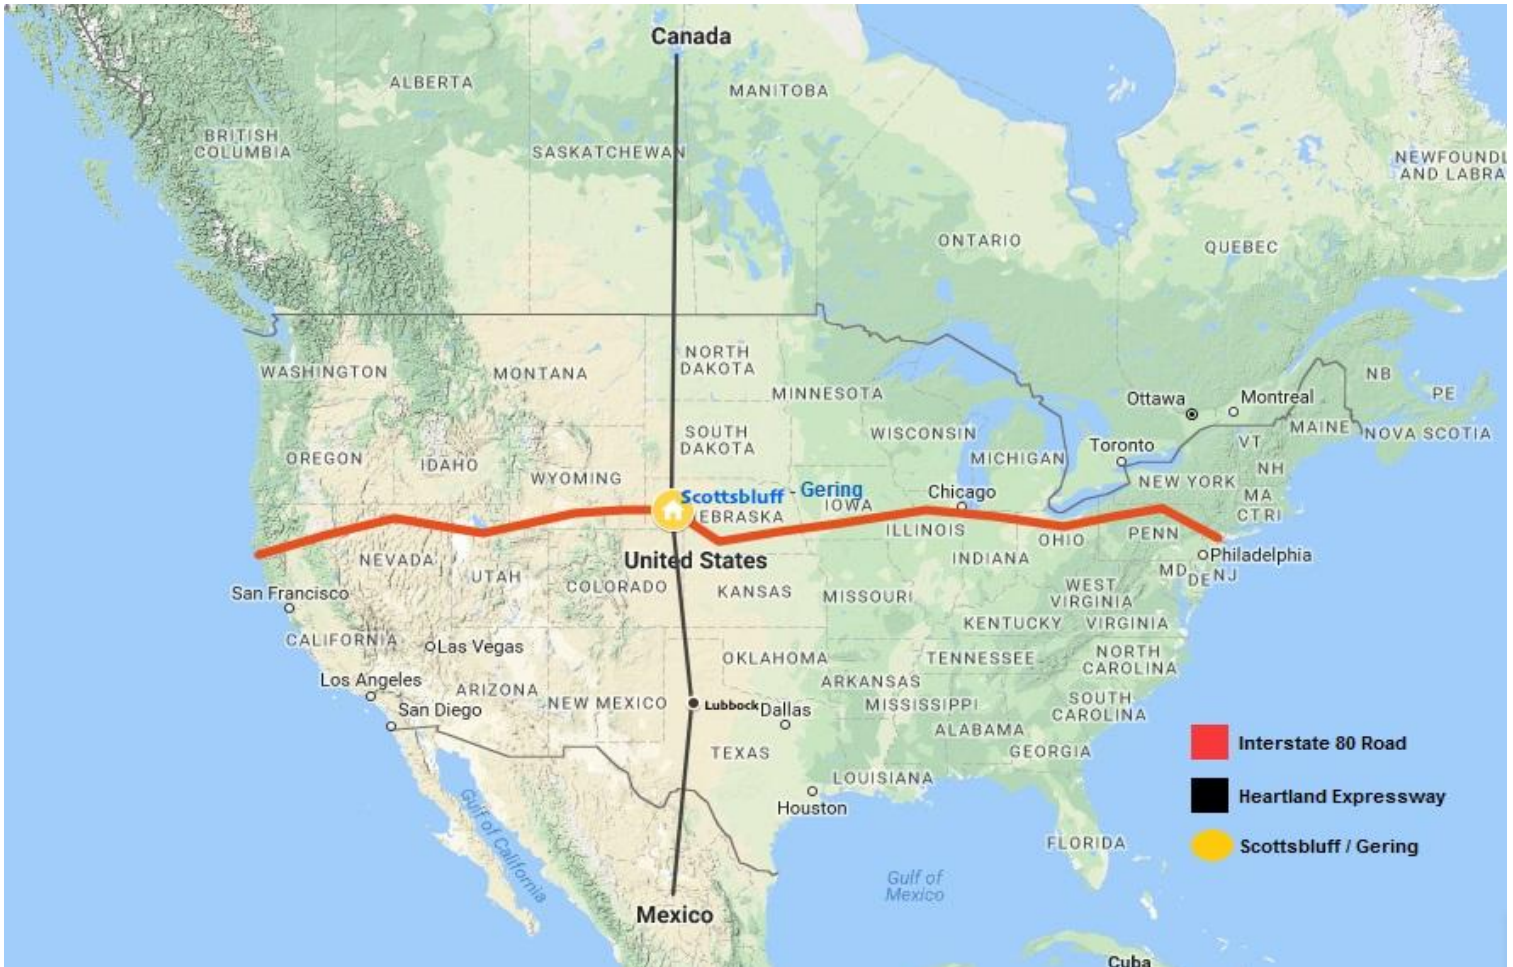 Canada
ALBERTA
MANITOBA
BRITISH
COLUMBIA
SASKATCHEWAN
NEWFOUNDL
AND LABRA
ONTARIO
QUEBEC
WASHINGTON
MONTANA
NORTH
DAKOTA
MINNESOTA
NB
PE
Ottawa
Montreal
MAINE
NOVA SCOTIA
OREGON
IDAHO
SOUTH
DAKOTA
WISCONSIN
MICHIGAN
Toronto
VT
NH
WYOMING
NEW YORK
MA
CT RI
Scottsbluff - Gering
EBRASKA
IOWA
Chicago
ILLINOIS
OHIO
PENN
NEVADA
UTAH
United States
COLORADO
KANSAS
MISSOURI
INDIANA
WEST
VIRGINIA
Philadelphia
MD
DE
NJ
San Francisco
CALIFORNIA
Las Vegas
KENTUCKY
VIRGINIA
OKLAHOMA
TENNESSEE
NORTH
CAROLINA
Los Angeles
ARIZONA
NEW MEXICO
ARKANSAS
San Diego
Lubbock
Dallas
MISSISSIPPI
SOUTH
CAROLINA
ALABAMA
TEXAS
GEORGIA
LOUISIANA
Houston
Gulf of California
FLORIDA
Gulf of
Mexico
Mexico
Cuba
Interstate 80 Road
Heartland Expressway
Scottsbluff / Gering